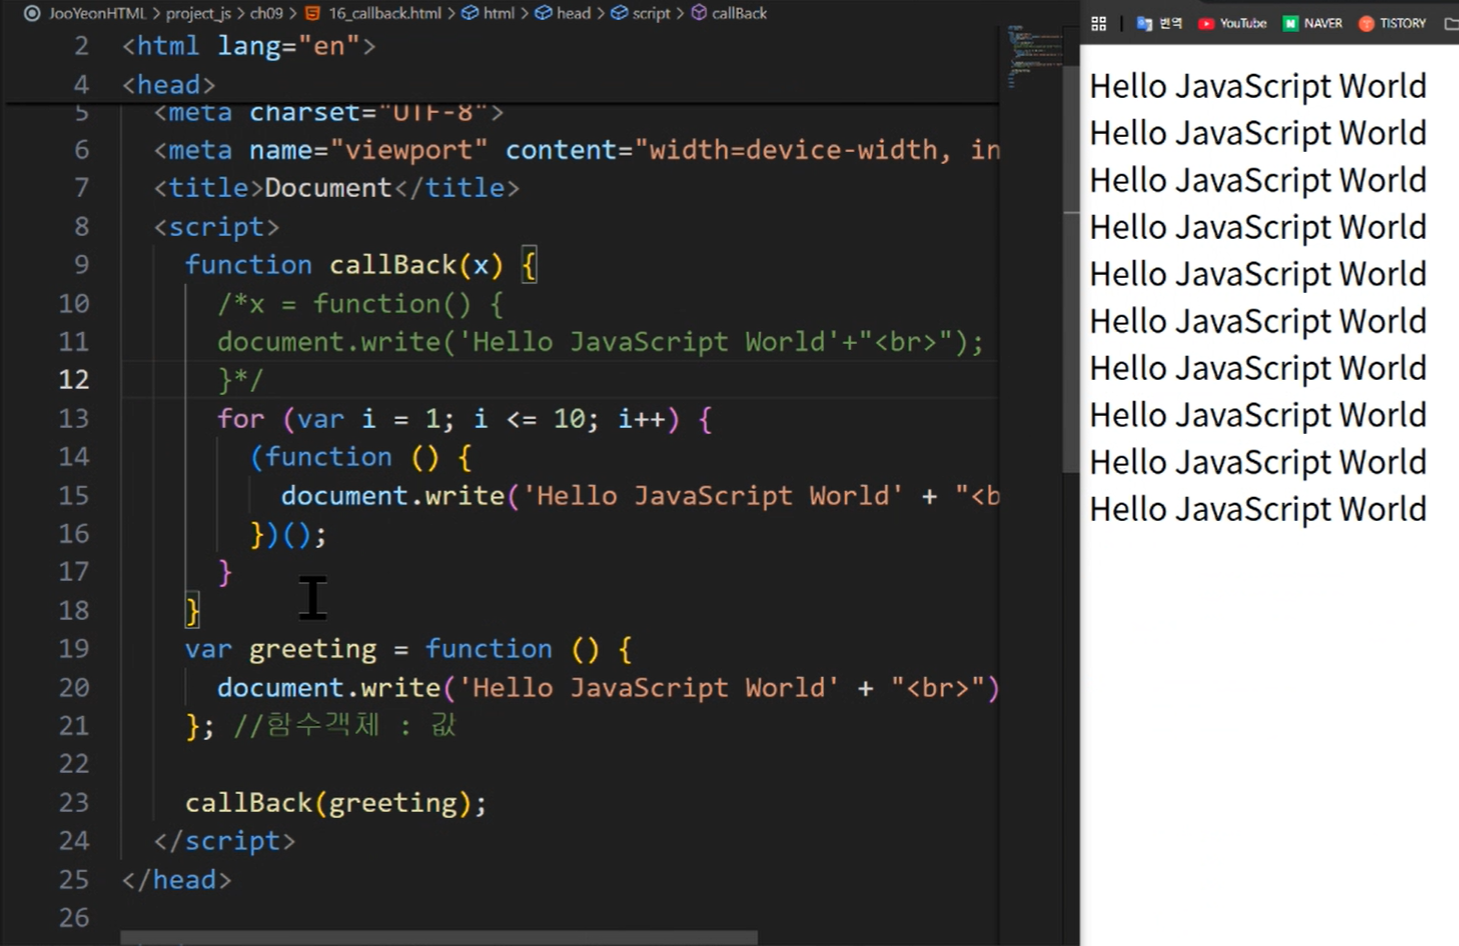 JooYeonHTML > project_js > ch09 > 16_callback.html > html > head > script > callBack
2 <html lang="en">
4 <head>
5 <meta charset="UTF-8">
6 <meta name="viewport" content="width=device-width, in
7 <title>Document</title>
8 <script>
9 function callBack(x) {
10 /*x = function() {
11 document.write('Hello JavaScript World'+"<br>");
12 }*/
13 for (var i = 1; i <= 10; i++) {
14 (function () {
15 document.write('Hello JavaScript World' + "<b
16 })();
17 }
18 }
19 var greeting = function () {
20 document.write('Hello JavaScript World' + "<br>")
21 }; //함수객체 : 값
22
23 callBack(greeting);
24 </script>
25 </head>
26
번역 YouTube NAVER TISTORY
Hello JavaScript World
Hello JavaScript World
Hello JavaScript World
Hello JavaScript World
Hello JavaScript World
Hello JavaScript World
Hello JavaScript World
Hello JavaScript World
Hello JavaScript World
Hello JavaScript World